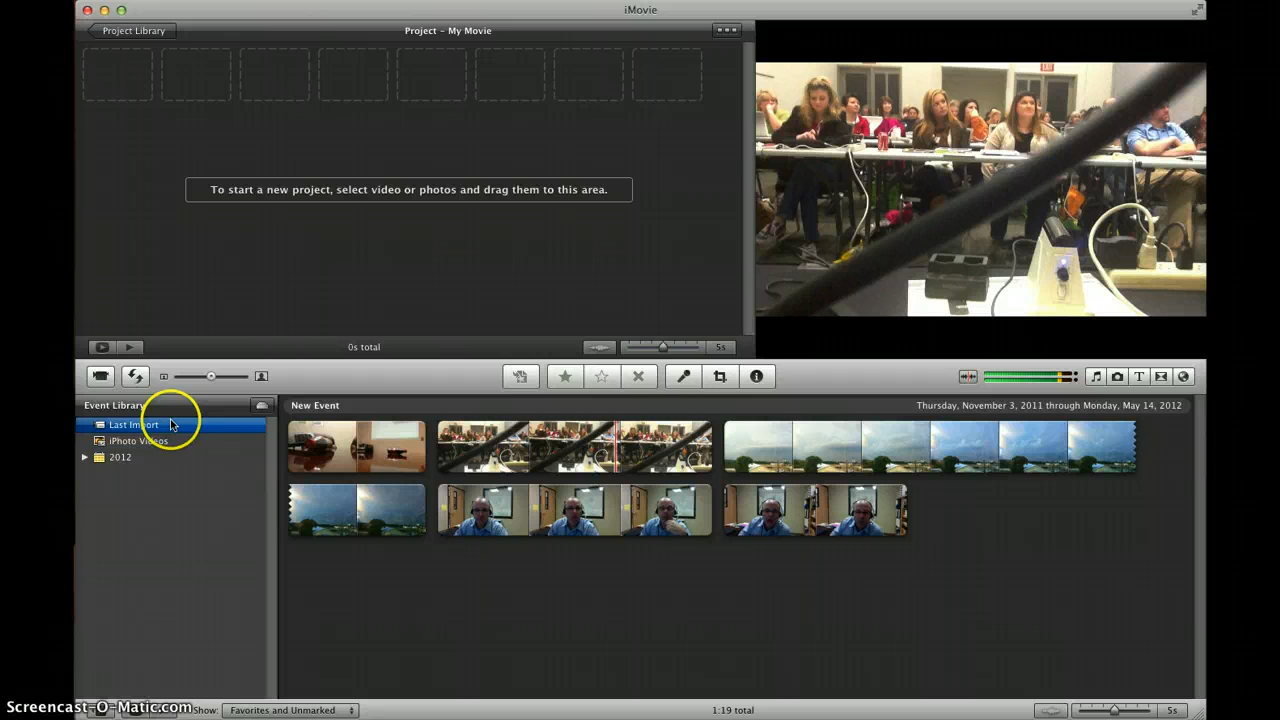 iMovie
Project Library
Project - My Movie
EXIT
To start a new project, select video or photos and drag them to this area.
0s total
5s
Event Library
New Event
Thursday, November 3, 2011 through Monday, May 14, 2012
Last Import
iPhoto Videos
2012
Screencast-O-Matic.com
Show:
Favorites and Unmarked
1:19 total
5s